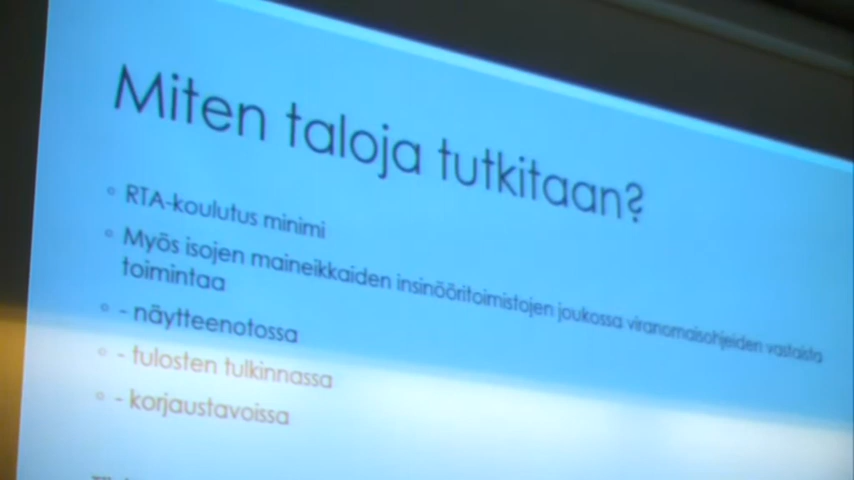 Miten taloja tutkitaan?
RTA-koulutus minimi
Myös isojen maineikkaiden insinööritoimistojen joukossa viranomaisohjeiden vastaista
toimintaa
- näytteenotossa
- tulosten tulkinnassa
- korjaustavoissa